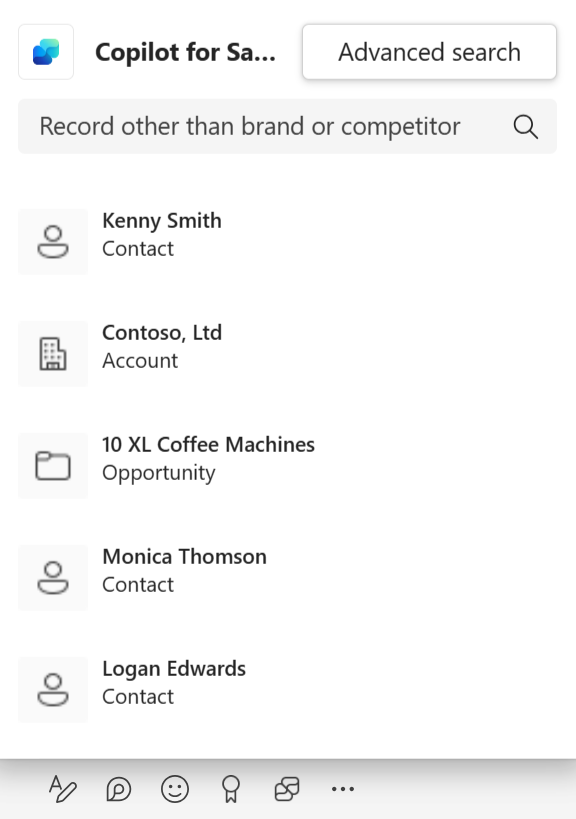 Copilot for Sa...
Advanced search
Record other than brand or competitor
Kenny Smith
Contact
Contoso, Ltd
Account
10 XL Coffee Machines
Opportunity
Monica Thomson
Contact
Logan Edwards
Contact